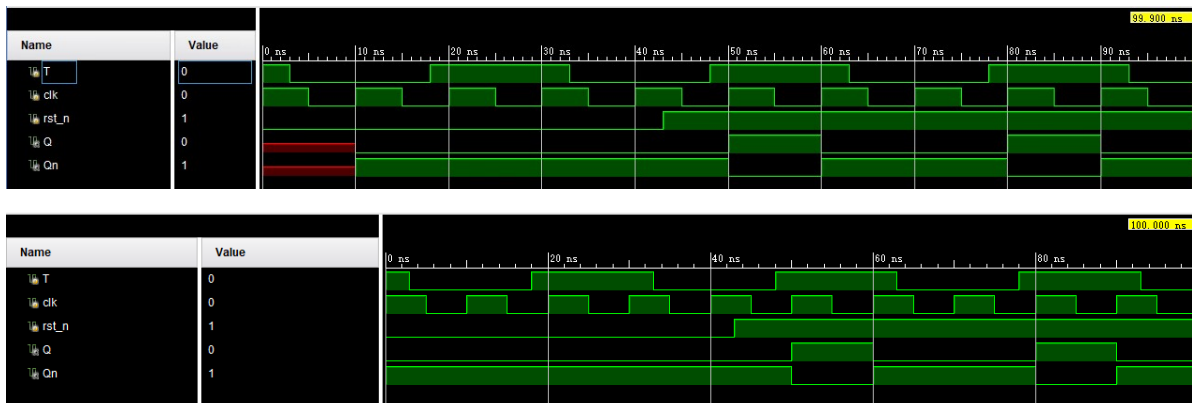 99.900 ns
Name Value
0 ns 10 ns 20 ns 30 ns 40 ns 50 ns 60 ns 70 ns 80 ns 90 ns
T 0
clk 0
rst_n 1
Q 0
Qn 1
100.000 ns
Name Value
0 ns 20 ns 40 ns 60 ns 80 ns
T 0
clk 0
rst_n 1
Q 0
Qn 1